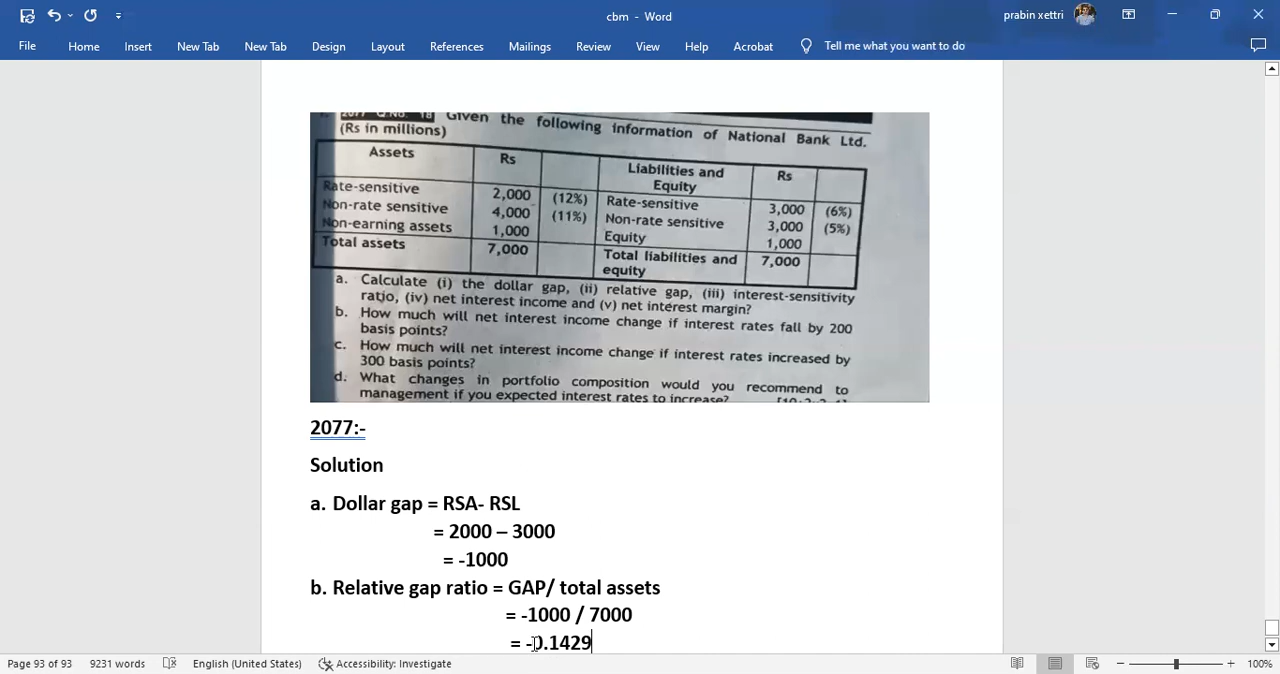 cbm - Word
prabin xettri
File Home Insert New Tab New Tab Design Layout References Mailings Review View Help Acrobat Tell me what you want to do
2077 Q.No. 18 Given the following information of National Bank Ltd.
(Rs in millions)
Assets Rs Liabilities and Equity Rs
Rate-sensitive 2,000 (12%) Rate-sensitive 3,000 (6%)
Non-rate sensitive 4,000 (11%) Non-rate sensitive 3,000 (5%)
Non-earning assets 1,000 Equity 1,000
Total assets 7,000 Total liabilities and equity 7,000
a. Calculate (i) the dollar gap, (ii) relative gap, (iii) interest-sensitivity
ratio, (iv) net interest income and (v) net interest margin?
b. How much will net interest income change if interest rates fall by 200
basis points?
c. How much will net interest income change if interest rates increased by
300 basis points?
d. What changes in portfolio composition would you recommend to
management if you expected interest rates to increase?
2077:-
Solution
a. Dollar gap = RSA- RSL
= 2000 – 3000
= -1000
b. Relative gap ratio = GAP/ total assets
= -1000 / 7000
= -0.1429
Page 93 of 93 9231 words English (United States) Accessibility: Investigate 100%